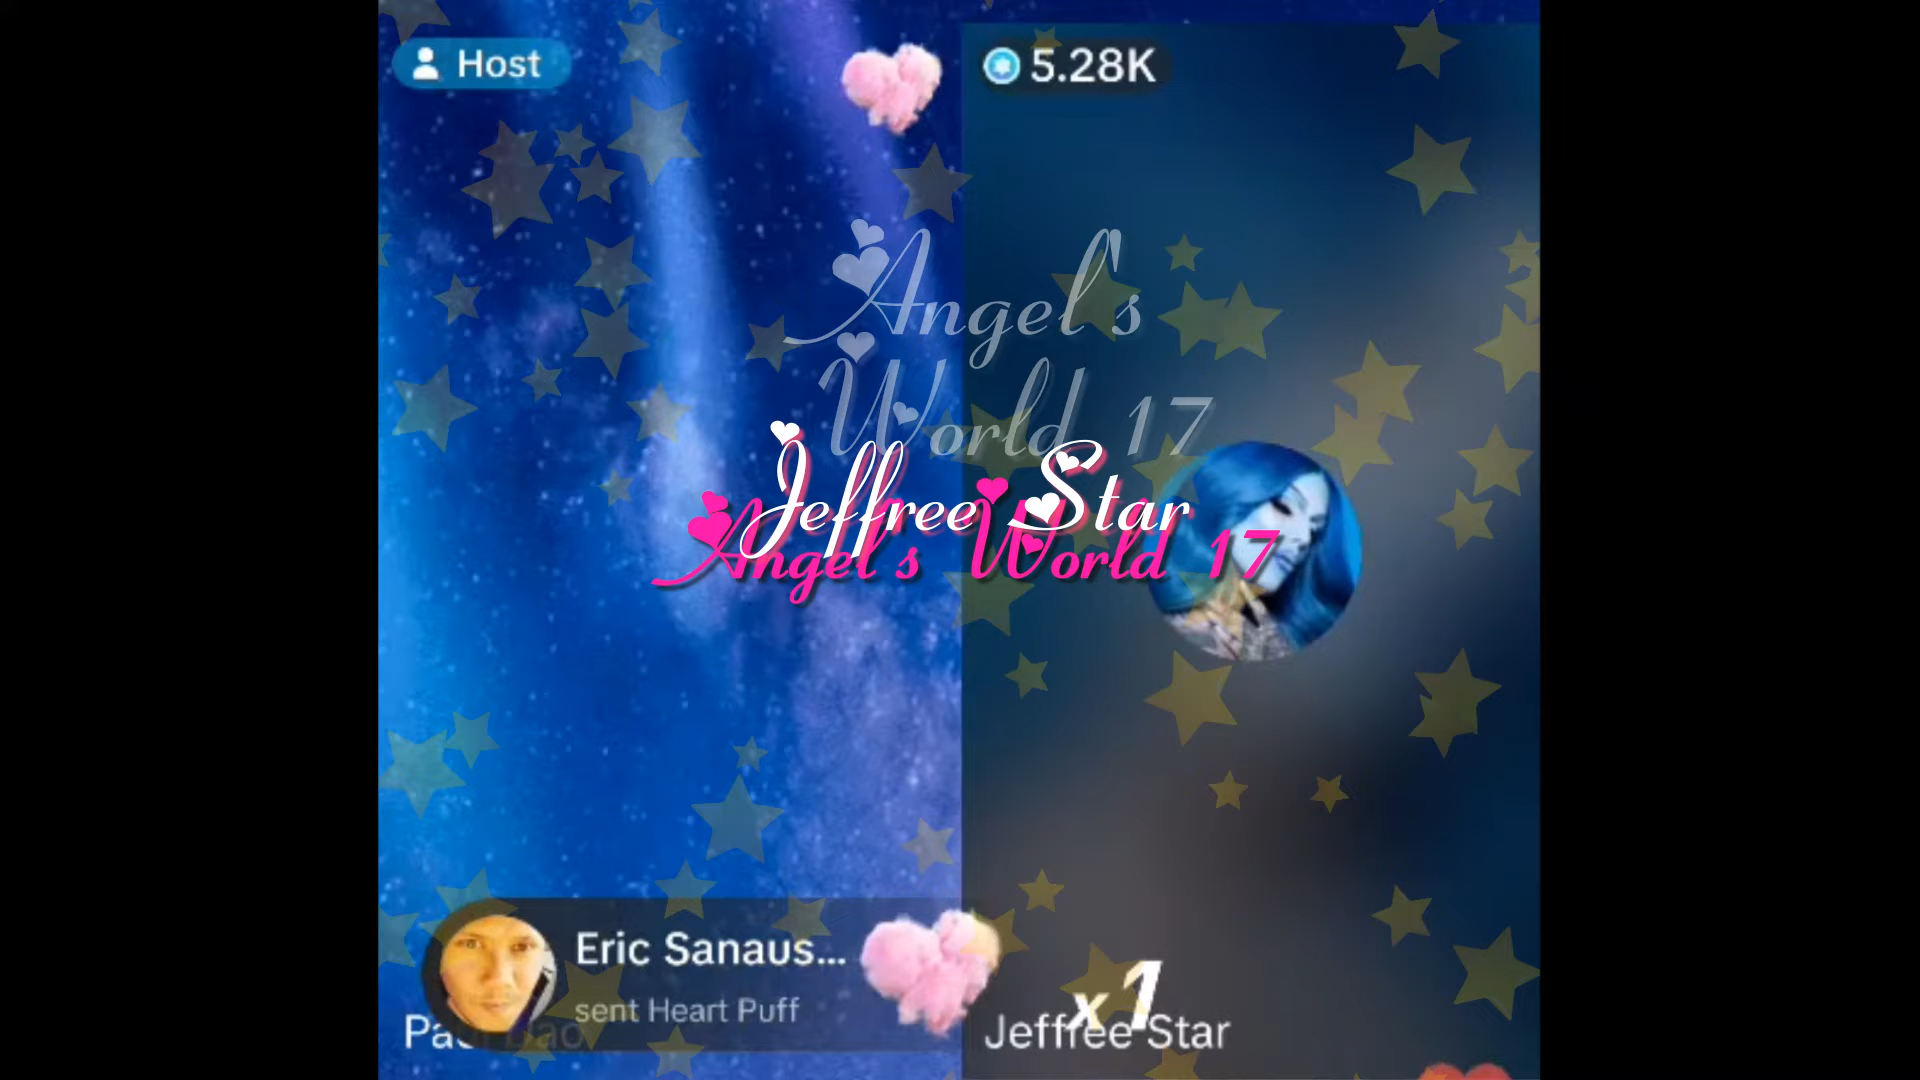 Host
5.28K
Angel's
World 17
Jeffree Star
Angel's World 17
Eric Sanaus...
sent Heart Puff
x1
Jeffree Star